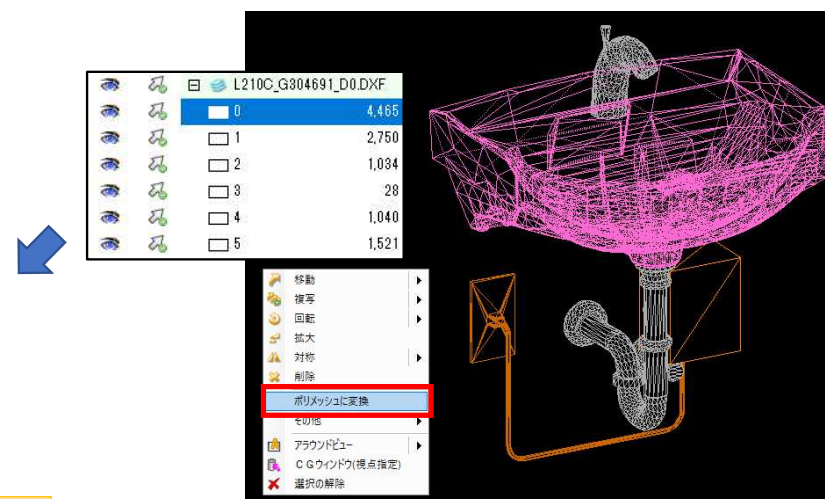 L210C_G304691_D0.DXF
0 4,465
1 2,750
2 1,034
3 28
4 1,040
5 1,521
移動
複写
回転
拡大
対称
削除
ポリメッシュに変換
その他
アラウンドビュー
CGウィンドウ(視点指定)
選択の解除